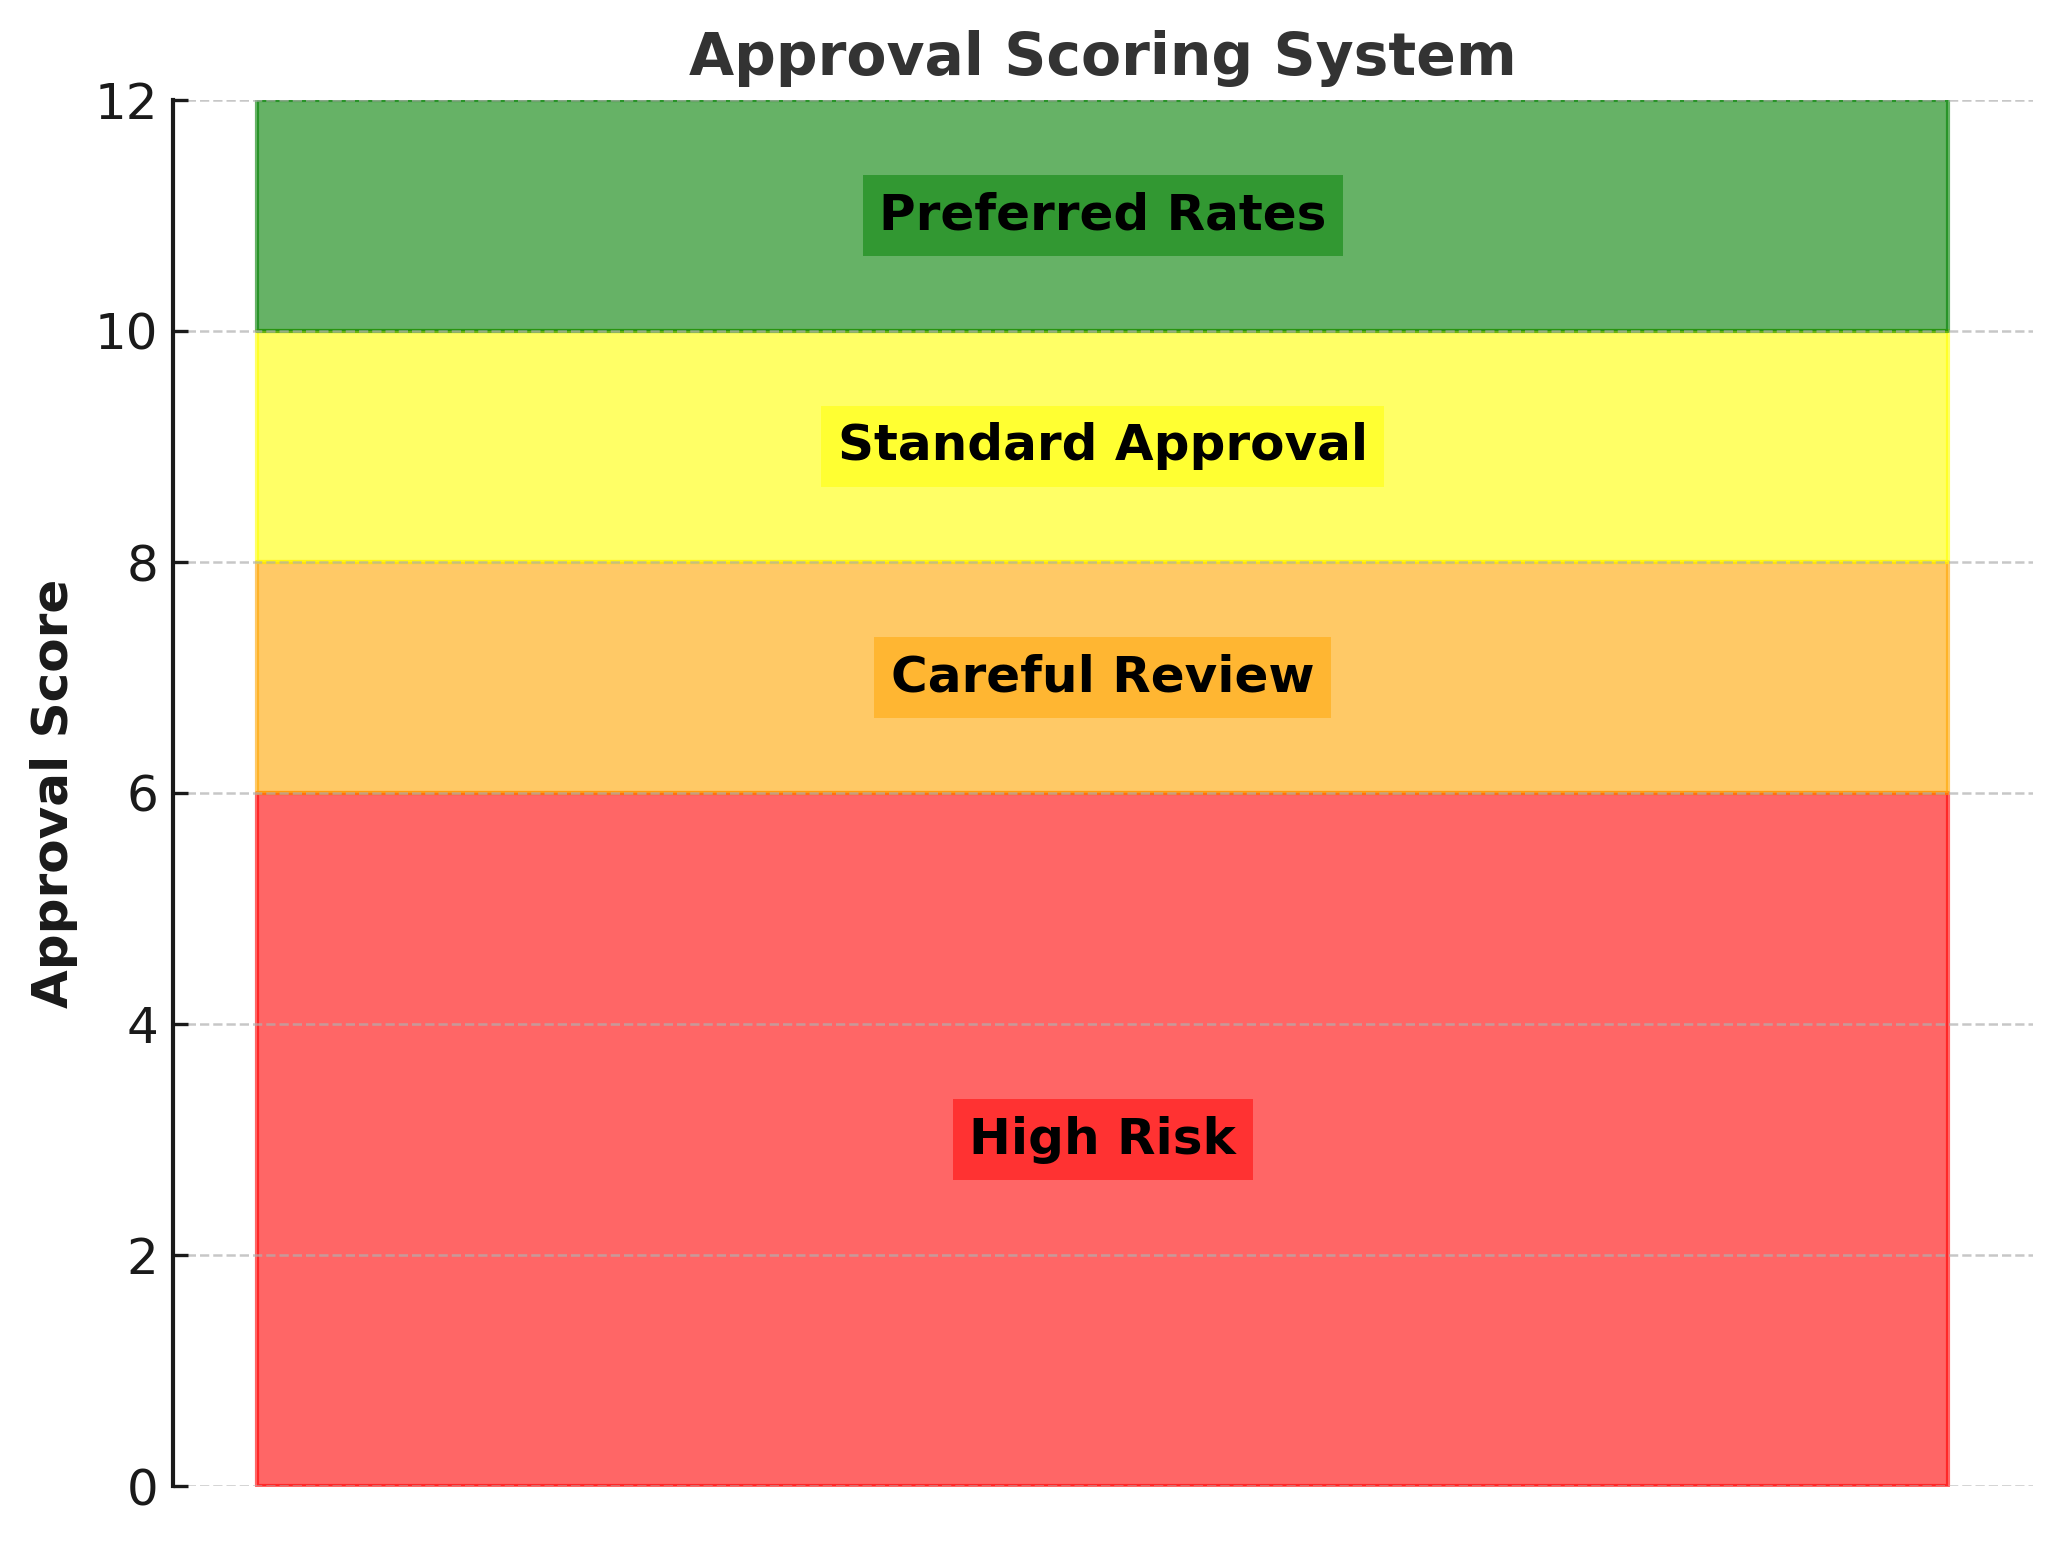 Approval Scoring System
12
Preferred Rates
10
Standard Approval
8
Careful Review
6
Approval Score
4
High Risk
2
0